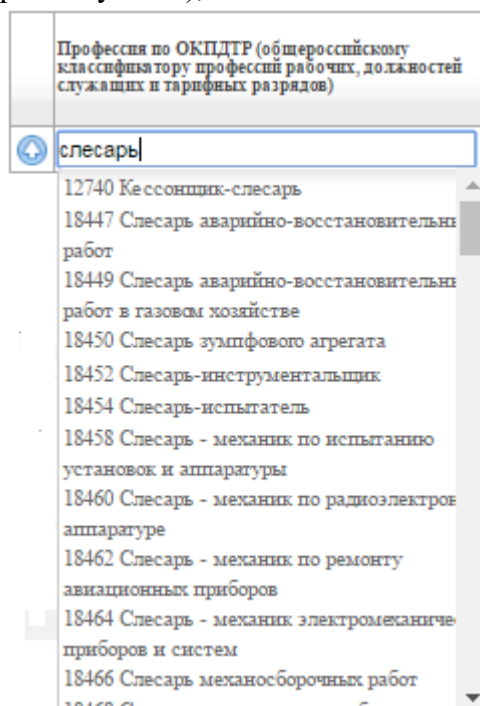 Профессия по ОКПДТР (общероссийскому
классификатору профессий рабочих, должностей
служащих и тарифных разрядов)
слесарь
12740 Кессонщик-слесарь
18447 Слесарь аварийно-восстановительны
работ
18449 Слесарь аварийно-восстановительны
работ в газовом хозяйстве
18450 Слесарь зумпфового агрегата
18452 Слесарь-инструментальщик
18454 Слесарь-испытатель
18458 Слесарь - механик по испытанию
установок и аппаратуры
18460 Слесарь - механик по радиоэлектрон
аппаратуре
18462 Слесарь - механик по ремонту
авиационных приборов
18464 Слесарь - механик электромеханиче
приборов и систем
18466 Слесарь механосборочных работ